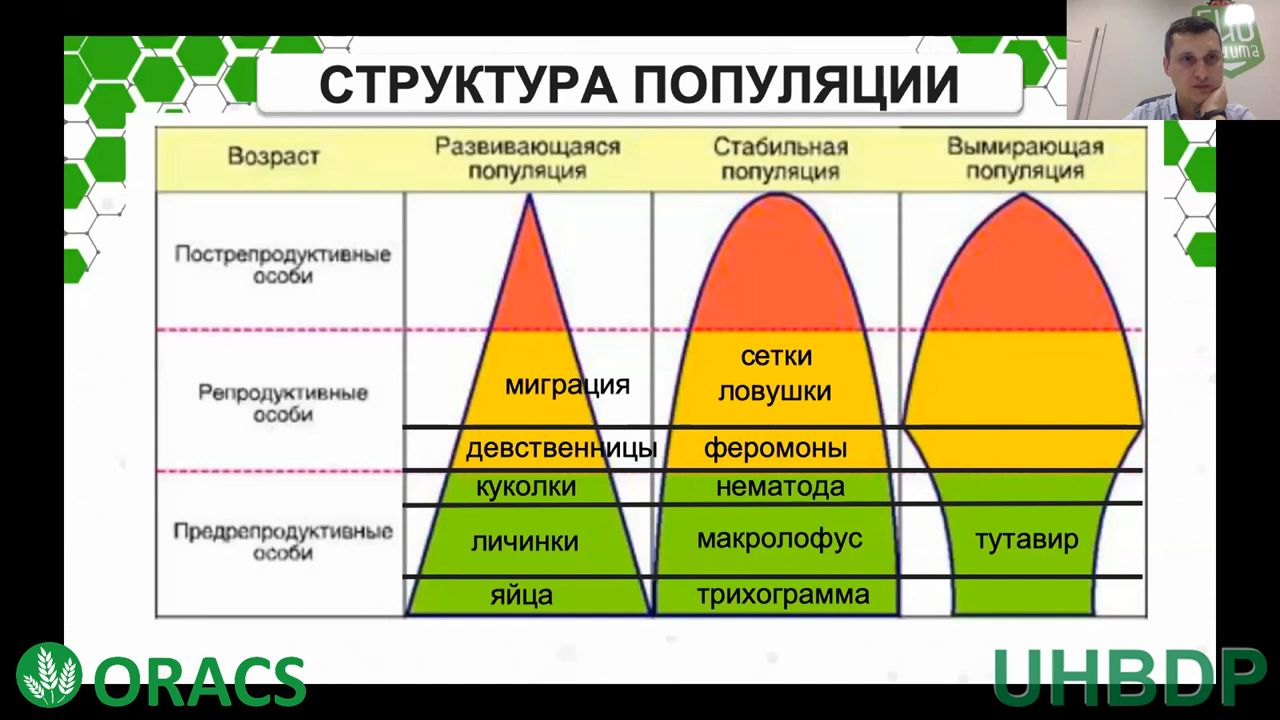 СТРУКТУРА ПОПУЛЯЦИИ
Возраст
Развивающаяся
популяция
Стабильная
популяция
Вымирающая
популяция
Пострепродуктивные
особи
Репродуктивные
особи
миграция
сетки
ловушки
девственницы
феромоны
куколки
нематода
Предрепродуктивные
особи
личинки
макролофус
тутавир
яйца
трихограмма
ORACS
UHBDP